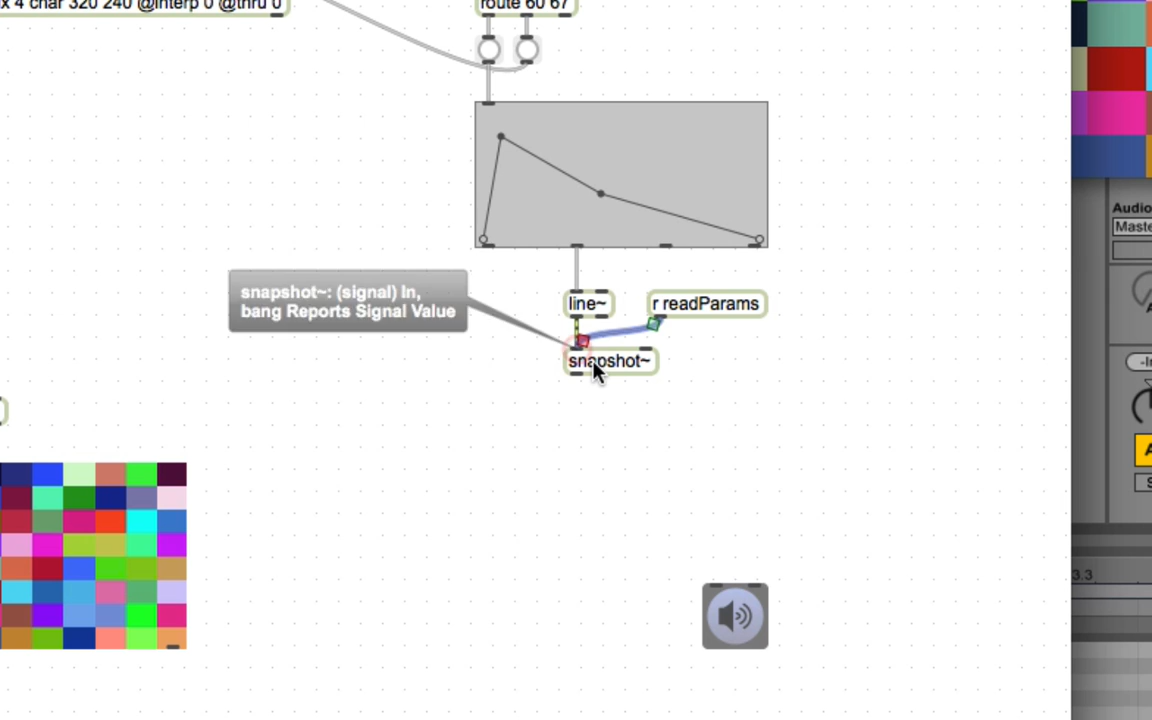 x 4 char 320 240 @interp 0 @thru 0
route 60 67
snapshot~: (signal) In,
bang Reports Signal Value
line~
r readParams
snapshot~
Audio
Maste
3.3